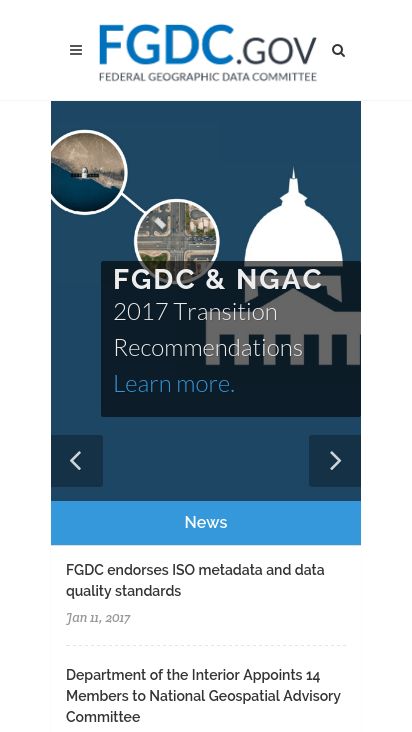 FGDC.GOV
FEDERAL GEOGRAPHIC DATA COMMITTEE
FGDC & NGAC
2017 Transition
Recommendations
Learn more.
News
FGDC endorses ISO metadata and data
quality standards
Jan 11, 2017
Department of the Interior Appoints 14
Members to National Geospatial Advisory
Committee